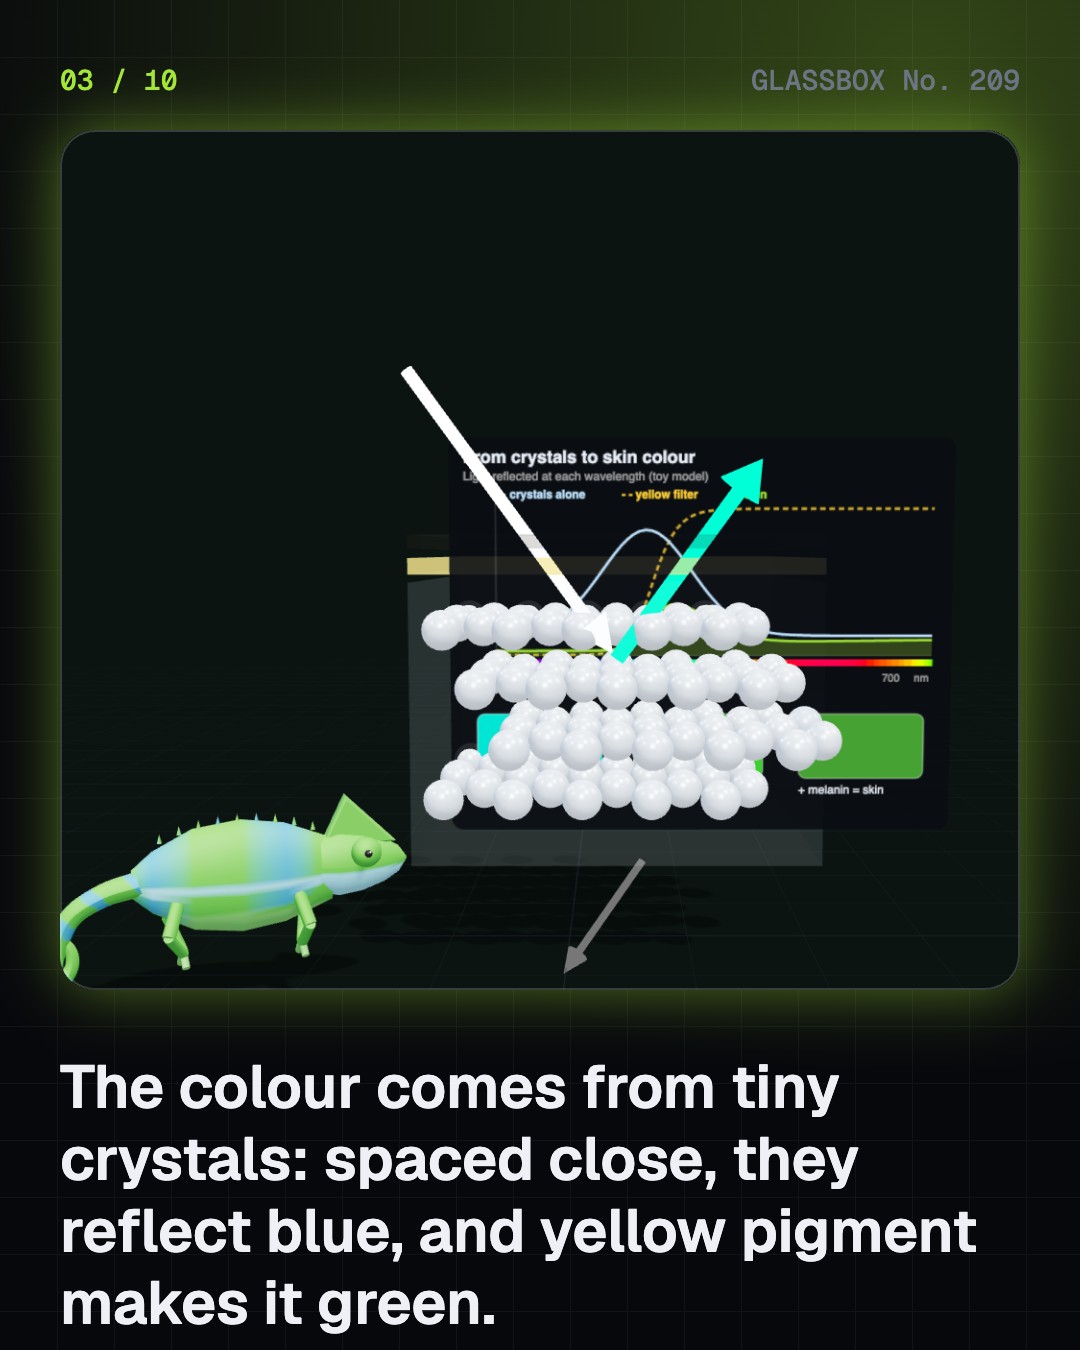 03 / 10
GLASSBOX No. 209
rom crystals to skin colour
reflected at each wavelength (toy model)
crystals alone
yellow filter
700 nm
+ melanin = skin
The colour comes from tiny
crystals: spaced close, they
reflect blue, and yellow pigment
makes it green.